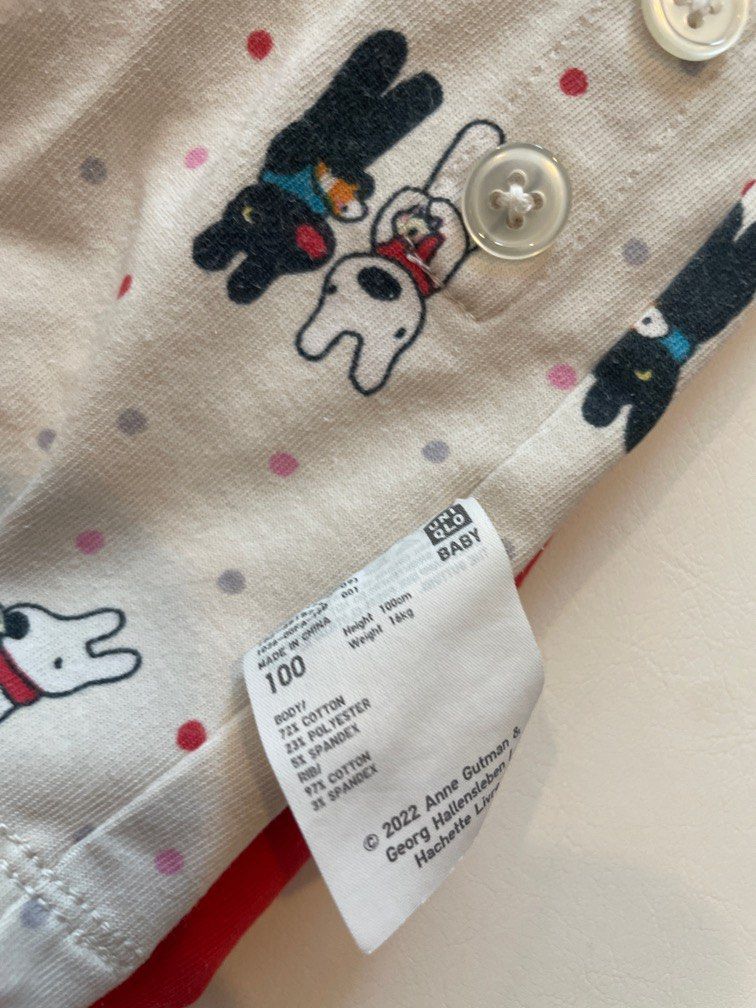 UNI
QLO
BABY
001
MADE IN CHINA
Height 100cm
Weight 16kg
100
BODY/
72% COTTON
23% POLYESTER
5% SPANDEX
RIB/
97% COTTON
3% SPANDEX
© 2022 Anne Gutman &
Georg Hallensleben /
Hachette Livre